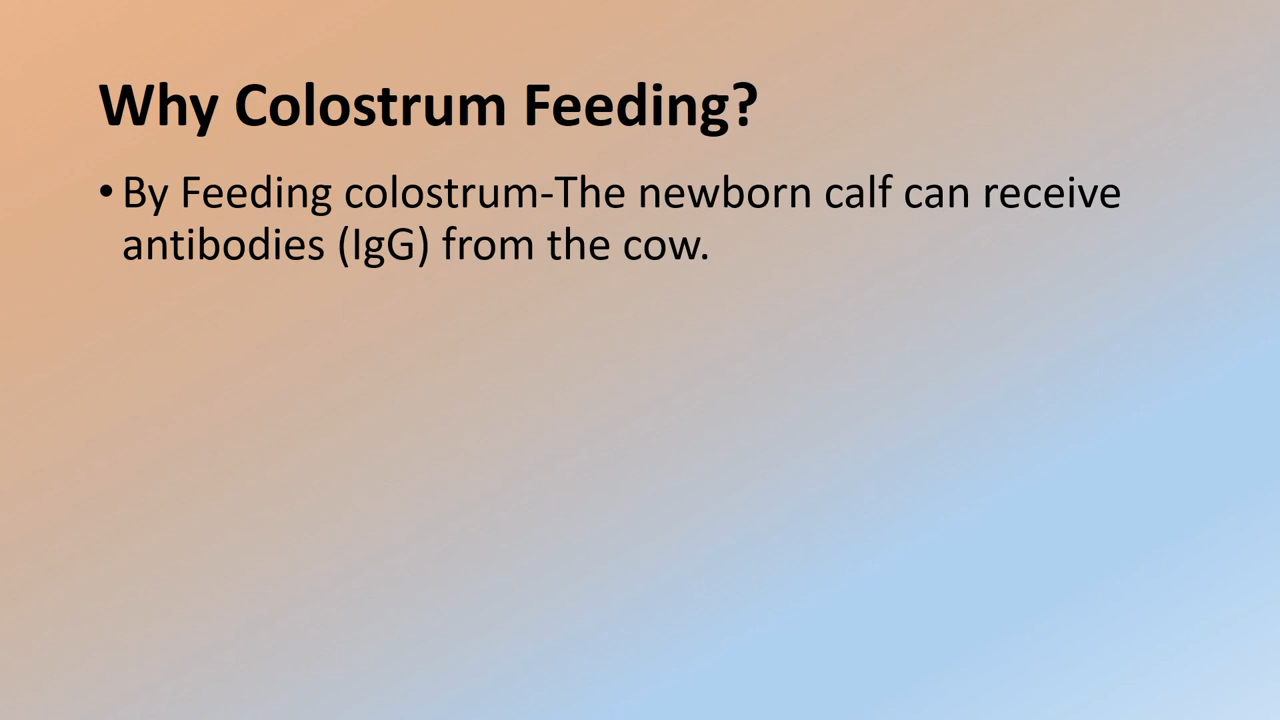 Why Colostrum Feeding?
• By Feeding colostrum-The newborn calf can receive
antibodies (IgG) from the cow.